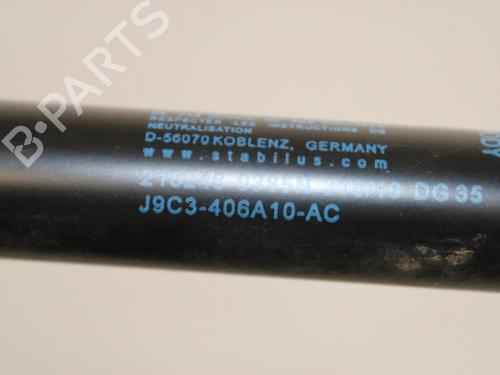 RESPECTER LES INSTRUCTIONS DE
NEUTRALISATION
D-56070 KOBLENZ, GERMANY
www.stabilus.com
DG 35
J9C3-406A10-AC
B-PARTS